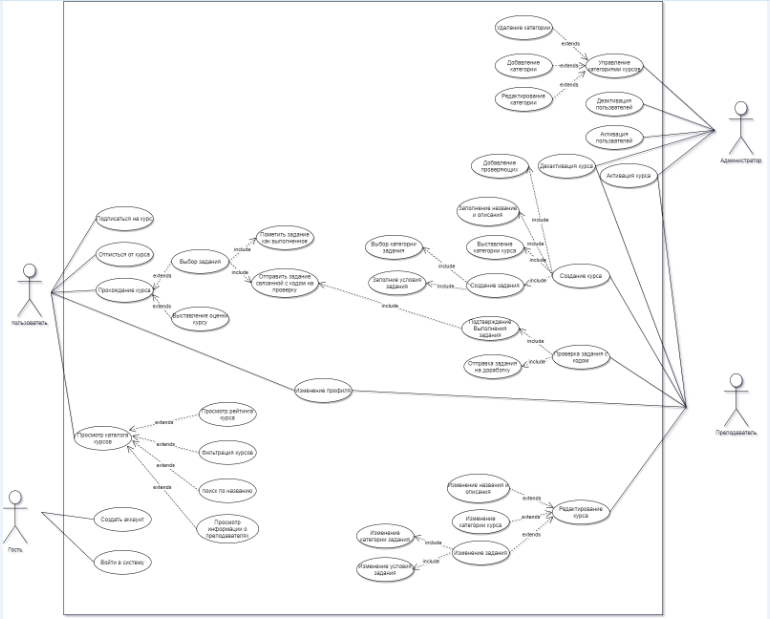 Удаление категории
extends
Добавление
категории
extends
Управление
категориями курсов
Редактирование
категории
extends
Деактивация
пользователей
Активация
пользователей
Администратор
Добавление
проверяющих
Деактивация курса
Активация курса
Заполнение название
и описания
include
Подписаться на курс
Пометить задание
как выполненное
Выбор категории
задания
Выставление
категории курса
include
Отписься от курса
Выбор задания
include
include
include
Создание курса
extends
include
Отправить задание
связанной с кодом на
проверку
Заполние условия
задания
include
Создание задания
include
Прохождение курса
extends
пользователь
Выставление оценки
курсу
include
Подтверждение
Выполнения
задания
include
Проверка задания с
кодом
include
Отправка задания
на доработку
Изменение профиля
Преподаватель
Просмотр рейтинга
курса
extends
Просмотр каталога
курсов
extends
Фильтрация курсов
extends
поиск по названию
extends
Изменение названия и
описания
extends
Редактирование
курса
Изменение
категории курса
extends
Создать аккаунт
Просмотр
информации о
преподавателях
Изменение
категории задания
include
extends
Изменение задания
Гость
Войти в систему
Изменение условия
задания
include